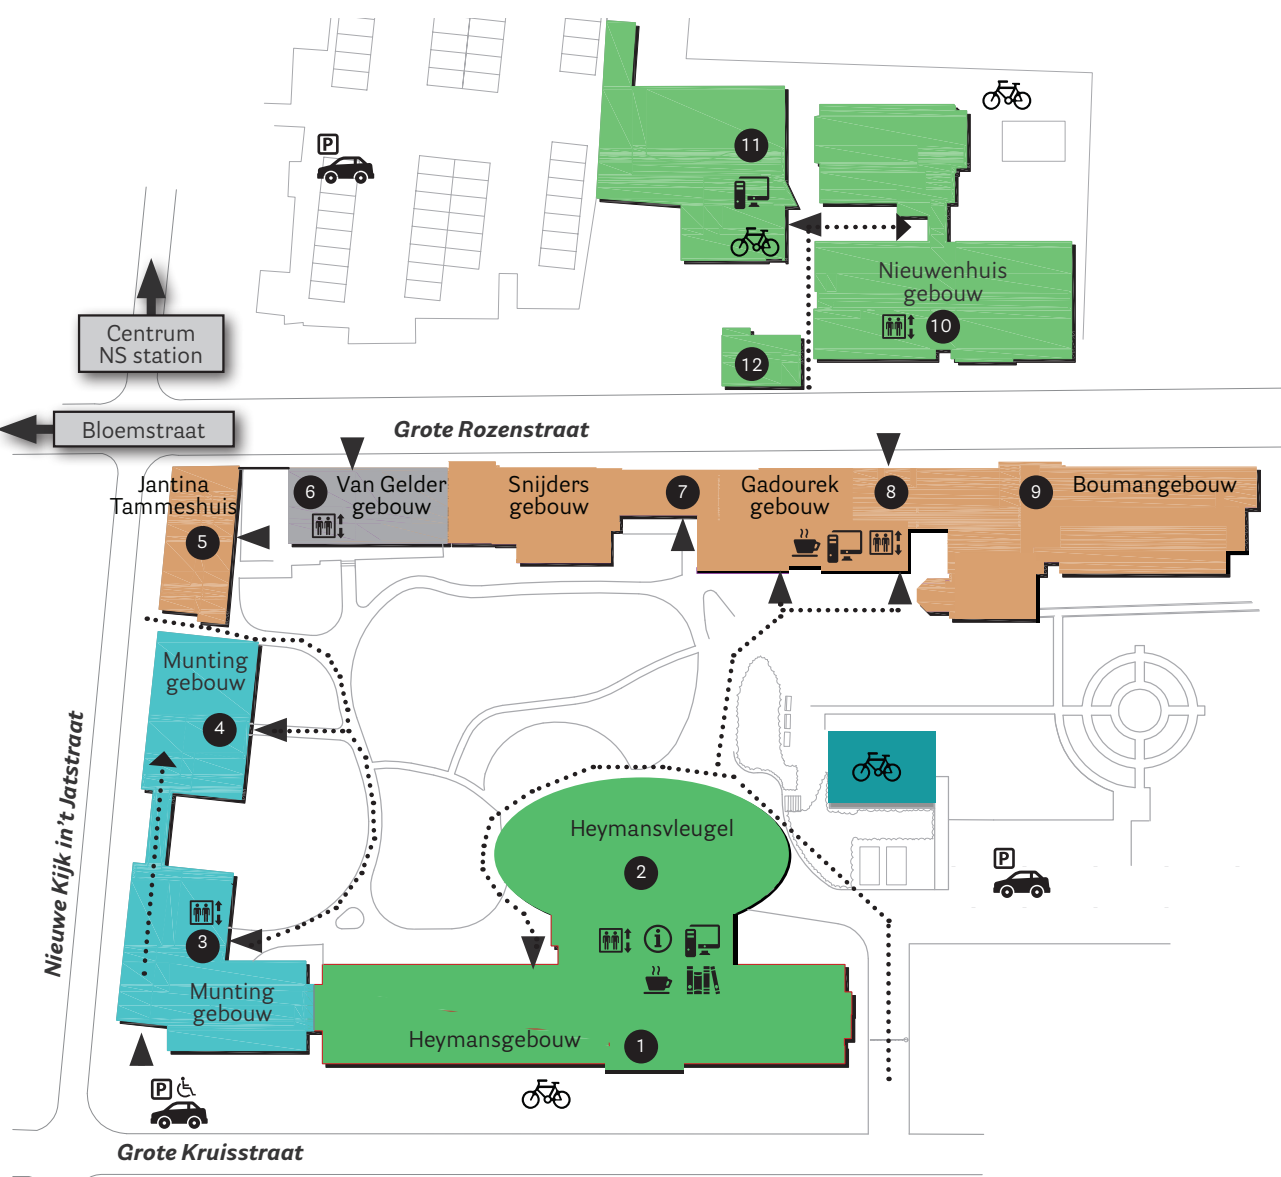 P
11
Nieuwenhuis
gebouw
10
12
Centrum
NS station
Bloemstraat
Grote Rozenstraat
Jantina
Tammeshuis
5
6
Van Gelder
gebouw
Snijders
gebouw
7
Gadourek
gebouw
8
9
Boumangebouw
Munting
gebouw
4
Nieuwe Kijk in't Jatstraat
Heymansvleugel
2
P
3
i
Munting
gebouw
Heymansgebouw
1
P
Grote Kruisstraat